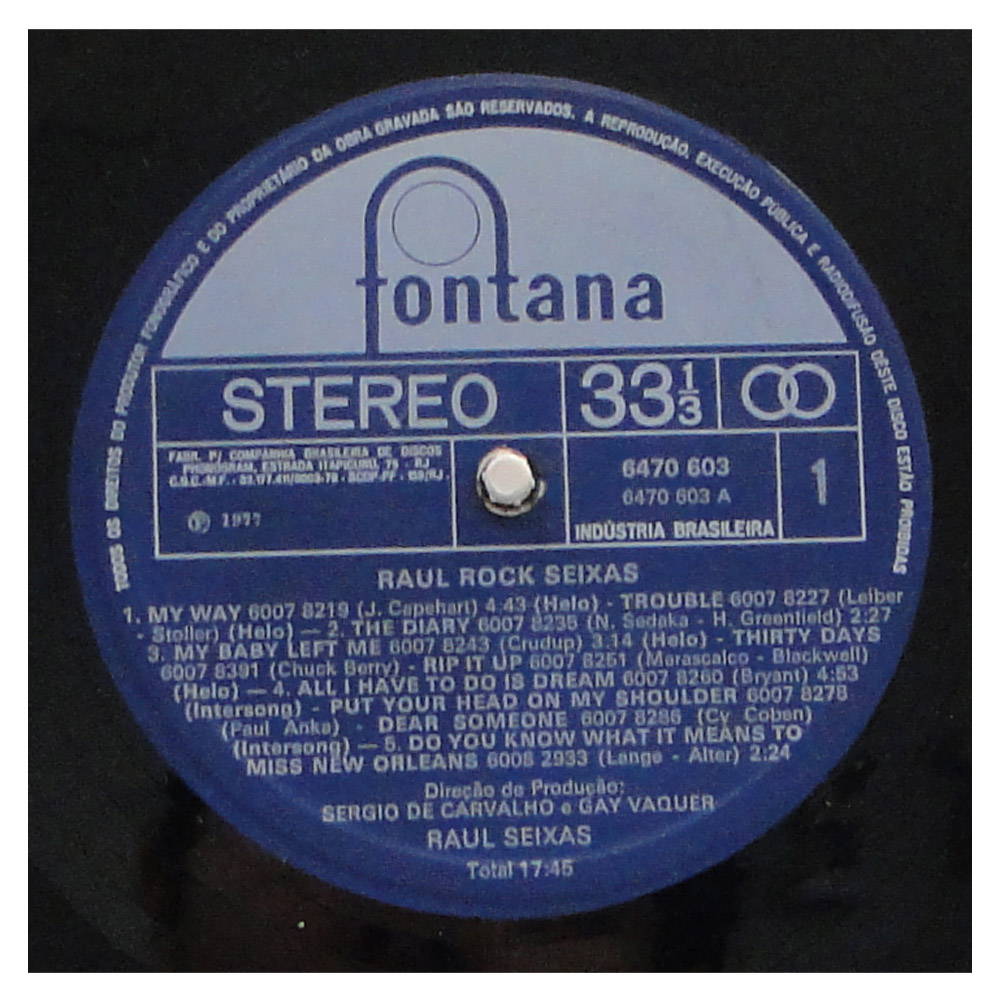 TODOS OS DIREITOS DO PRODUTOR FONOGRÁFICO E DO PROPRIETÁRIO DA OBRA GRAVADA SÃO RESERVADOS. A REPRODUÇÃO, EXECUÇÃO PÚBLICA E RADIODIFUSÃO DÊSTE DISCO ESTÃO PROIBIDAS
fontana
STEREO 33 1/3
FABR. P/ COMPANHIA BRASILEIRA DE DISCOS
PHONOGRAM, ESTRADA ITAPICURU, 75 - RJ
Ⓟ 1977
6470 603
6470 603 A
INDÚSTRIA BRASILEIRA
1
RAUL ROCK SEIXAS
1. MY WAY 6007 8219 (J. Capehart) 4:43 (Helo) - TROUBLE 6007 8227 (Leiber
- Stoller) (Helo) — 2. THE DIARY 6007 8235 (N. Sedaka - H. Greenfield) 2:27
3. MY BABY LEFT ME 6007 8243 (Crudup) 3.14 (Helo) - THIRTY DAYS
6007 8391 (Chuck Berry) - RIP IT UP 6007 8251 (Marascalco - Blackwell)
(Helo) — 4. ALL I HAVE TO DO IS DREAM 6007 8260 (Bryant) 4:53
(Intersong) - PUT YOUR HEAD ON MY SHOULDER 6007 8278
(Paul Anka) - DEAR SOMEONE 6007 8286 (Cy Coben)
(Intersong) — 5. DO YOU KNOW WHAT IT MEANS TO
MISS NEW ORLEANS 6008 2933 (Lange - Alter) 2:24
Direção de Produção:
SERGIO DE CARVALHO e GAY VAQUER
RAUL SEIXAS
Total 17:45